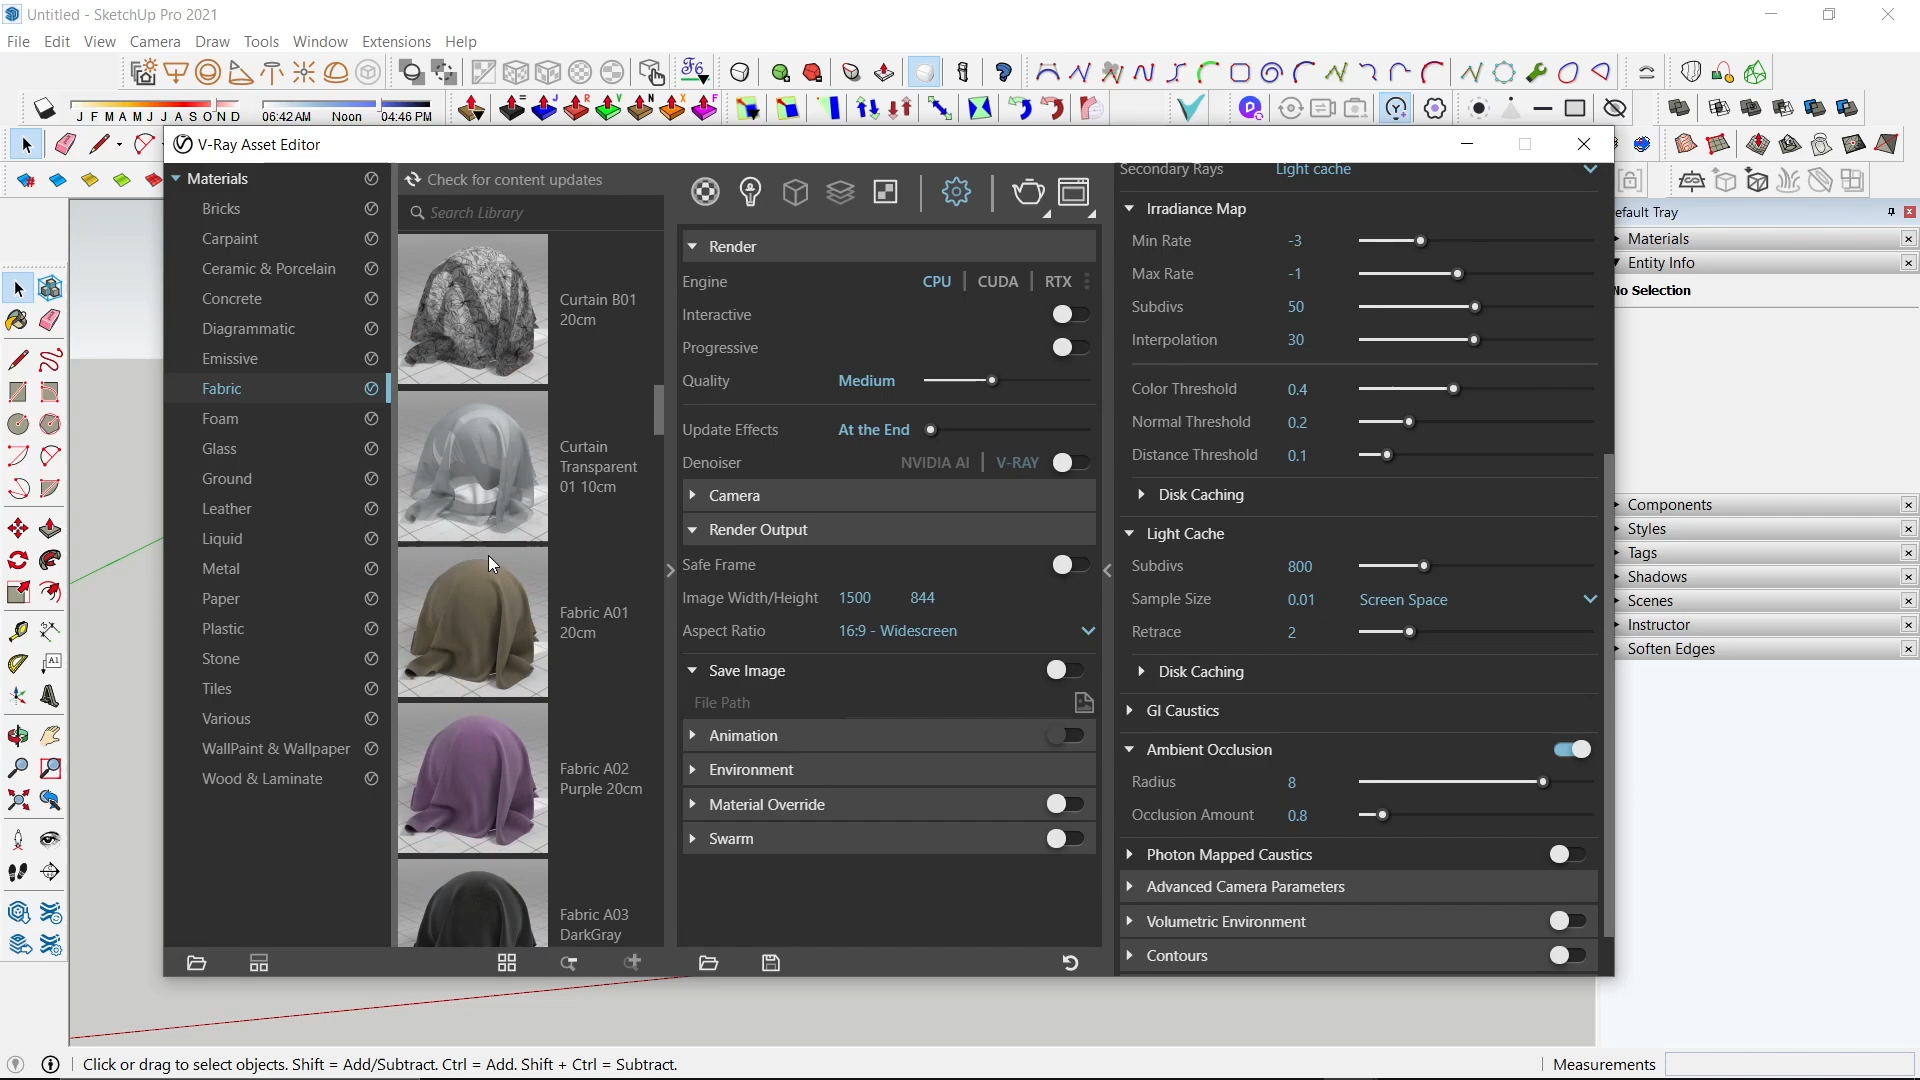 Untitled - SketchUp Pro 2021
File Edit View Camera Draw Tools Window Extensions Help
J F M A M J J A S O N D 06:42 AM Noon 04:46 PM
V-Ray Asset Editor
Materials
Bricks
Carpaint
Ceramic & Porcelain
Concrete
Diagrammatic
Emissive
Fabric
Foam
Glass
Ground
Leather
Liquid
Metal
Paper
Plastic
Stone
Tiles
Various
WallPaint & Wallpaper
Wood & Laminate
Check for content updates
Search Library
Curtain B01
20cm
Curtain
Transparent
01 10cm
Fabric A01
20cm
Fabric A02
Purple 20cm
Fabric A03
DarkGray
Render
Engine CPU CUDA RTX
Interactive
Progressive
Quality Medium
Update Effects At the End
Denoiser NVIDIA AI V-RAY
Camera
Render Output
Safe Frame
Image Width/Height 1500 844
Aspect Ratio 16:9 - Widescreen
Save Image
File Path
Animation
Environment
Material Override
Swarm
Secondary Rays Light cache
Irradiance Map
Min Rate -3
Max Rate -1
Subdivs 50
Interpolation 30
Color Threshold 0.4
Normal Threshold 0.2
Distance Threshold 0.1
Disk Caching
Light Cache
Subdivs 800
Sample Size 0.01 Screen Space
Retrace 2
Disk Caching
GI Caustics
Ambient Occlusion
Radius 8
Occlusion Amount 0.8
Photon Mapped Caustics
Advanced Camera Parameters
Volumetric Environment
Contours
efault Tray
Materials
Entity Info
No Selection
Components
Styles
Tags
Shadows
Scenes
Instructor
Soften Edges
Click or drag to select objects. Shift = Add/Subtract. Ctrl = Add. Shift + Ctrl = Subtract.
Measurements